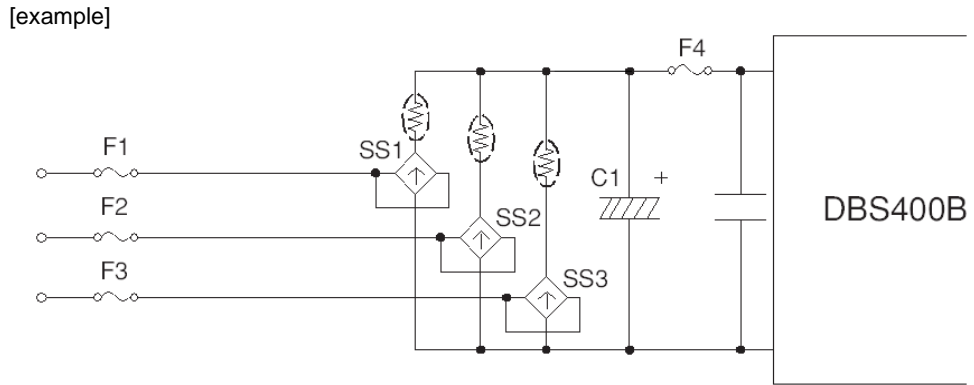 [example]
F4
F1
SS1
F2
C1 +
SS2
DBS400B
F3
SS3